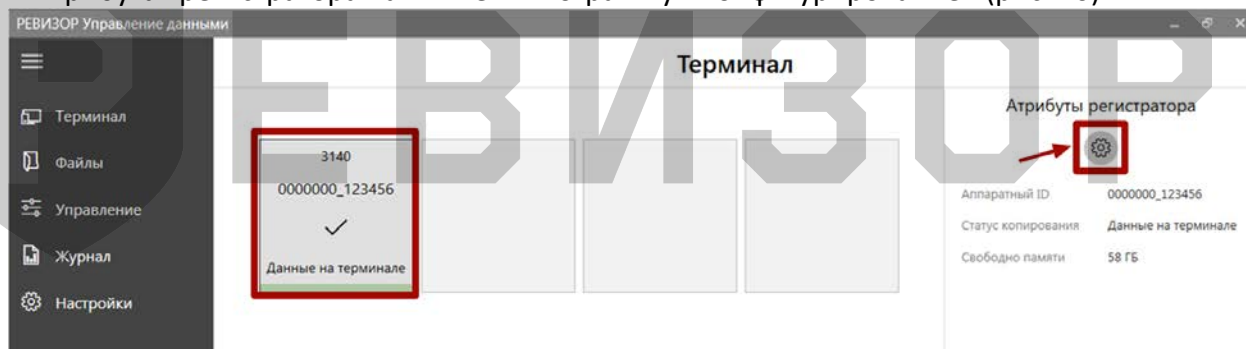 РЕВИЗОР Управление данными
РЕВИЗОР
Терминал
Терминал
Файлы
Управление
Журнал
Настройки
3140
0000000_123456
Данные на терминале
Атрибуты регистратора
Аппаратный ID 0000000_123456
Статус копирования Данные на терминале
Свободно памяти 58 ГБ